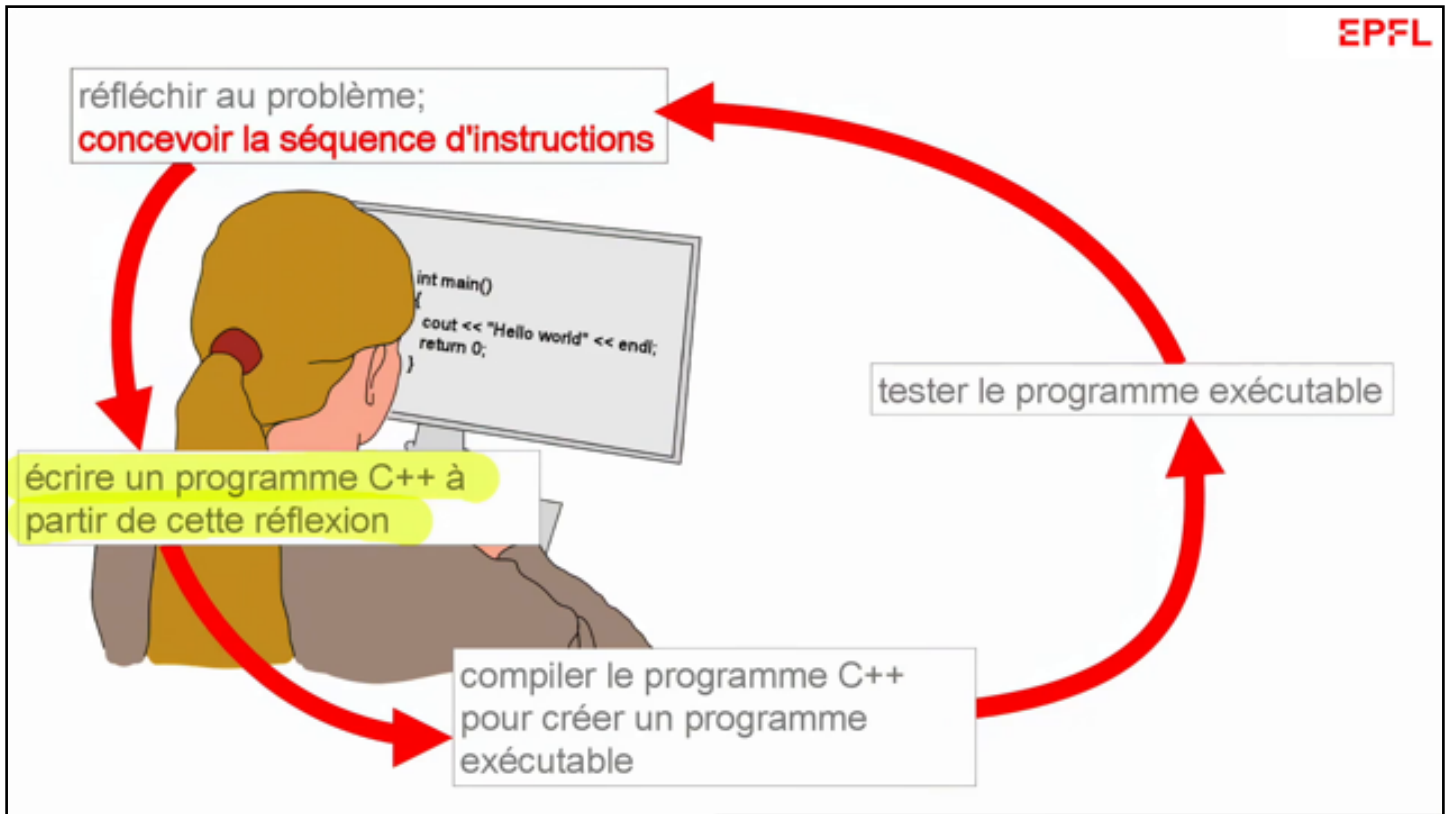 EPFL
réfléchir au problème;
concevoir la séquence d'instructions
int main()
{
cout << "Hello world" << endl;
return 0;
}
tester le programme exécutable
écrire un programme C++ à
partir de cette réflexion
compiler le programme C++
pour créer un programme
exécutable